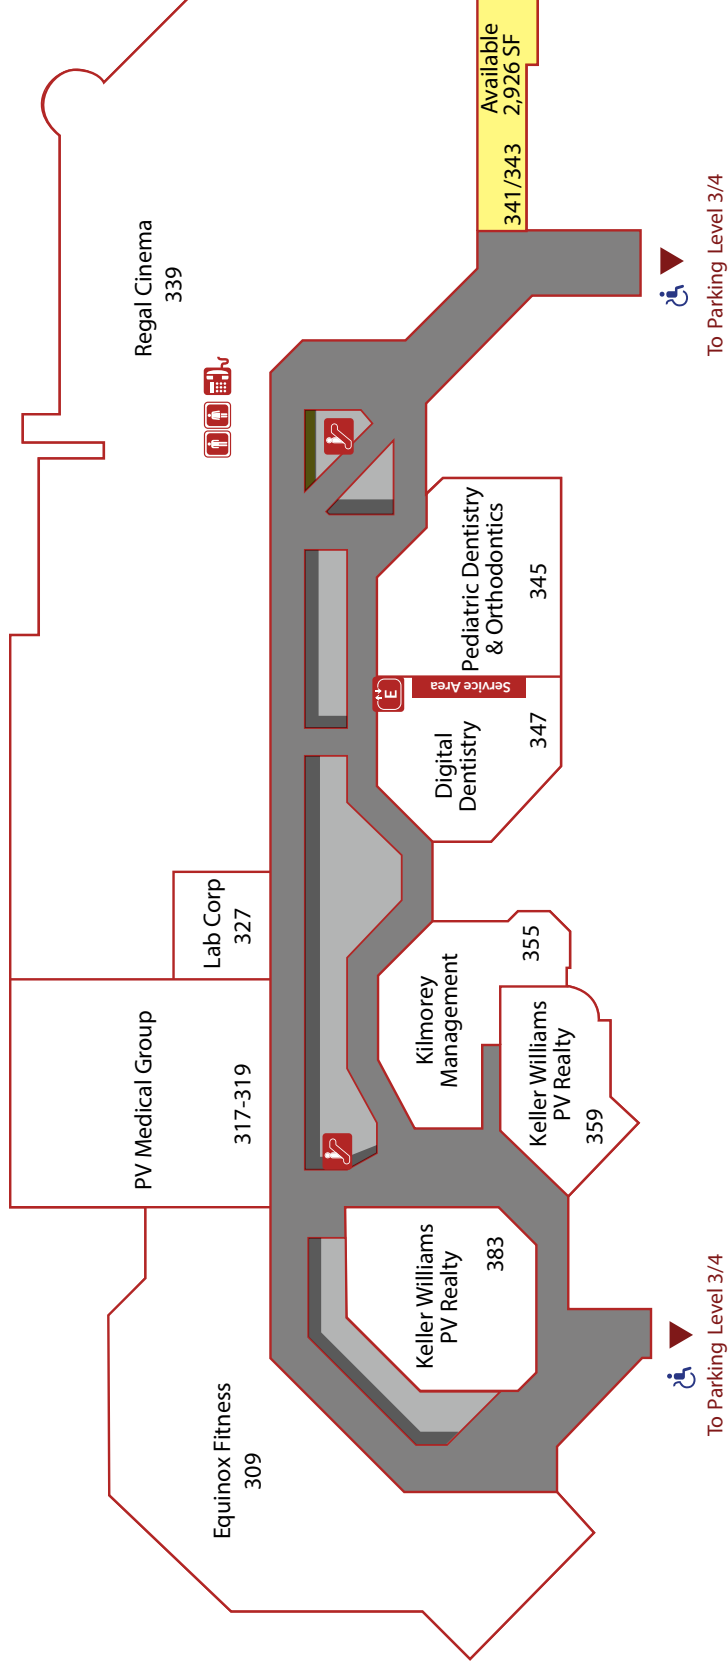 Equinox Fitness
309
PV Medical Group
317-319
Lab Corp
327
Regal Cinema
339
Available
2,926 SF
341/343
Pediatric Dentistry
& Orthodontics
345
Service Area
E
Digital
Dentistry
347
Kilmorey
Management
355
Keller Williams
PV Realty
359
Keller Williams
PV Realty
383
To Parking Level 3/4
To Parking Level 3/4